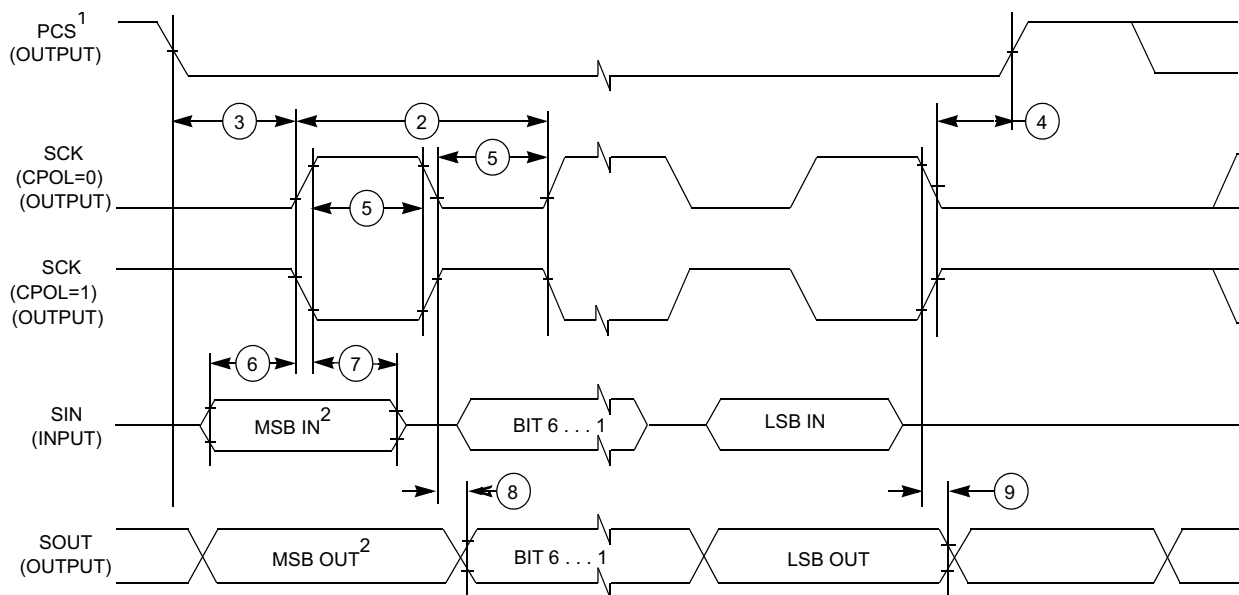 PCS1
(OUTPUT)
3
2
4
SCK
(CPOL=0)
(OUTPUT)
5
5
SCK
(CPOL=1)
(OUTPUT)
6
7
SIN
(INPUT)
MSB IN2
BIT 6 . . . 1
LSB IN
8
9
SOUT
(OUTPUT)
MSB OUT2
BIT 6 . . . 1
LSB OUT